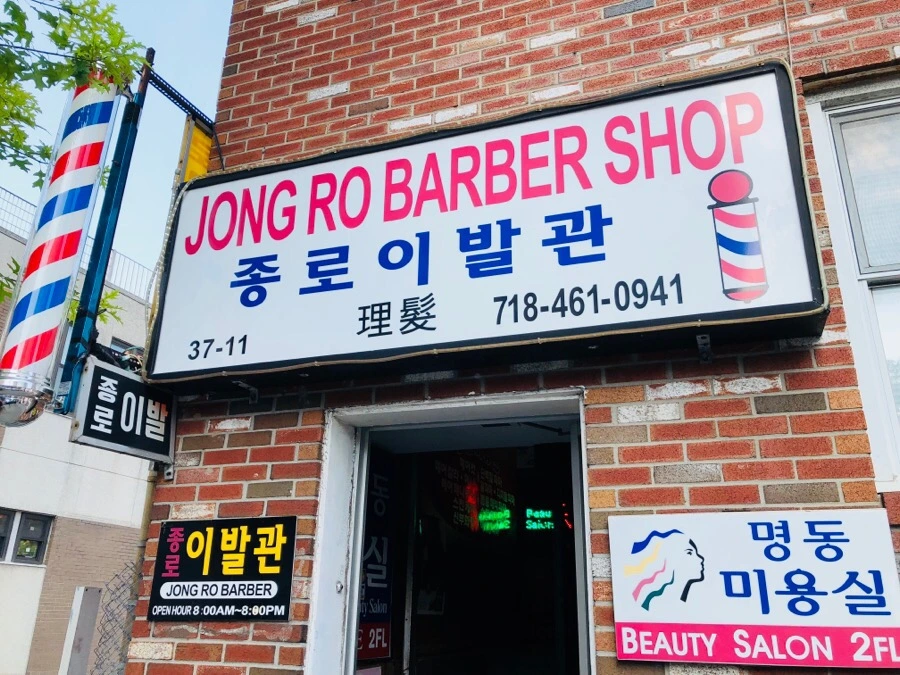 JONG RO BARBER SHOP
종로이발관
理髮
718-461-0941
37-11
종로 이발
종로 이발관
JONG RO BARBER
OPEN HOUR 8:00AM~8:00PM
명동
미용실
BEAUTY SALON 2FL
Salon
2FL